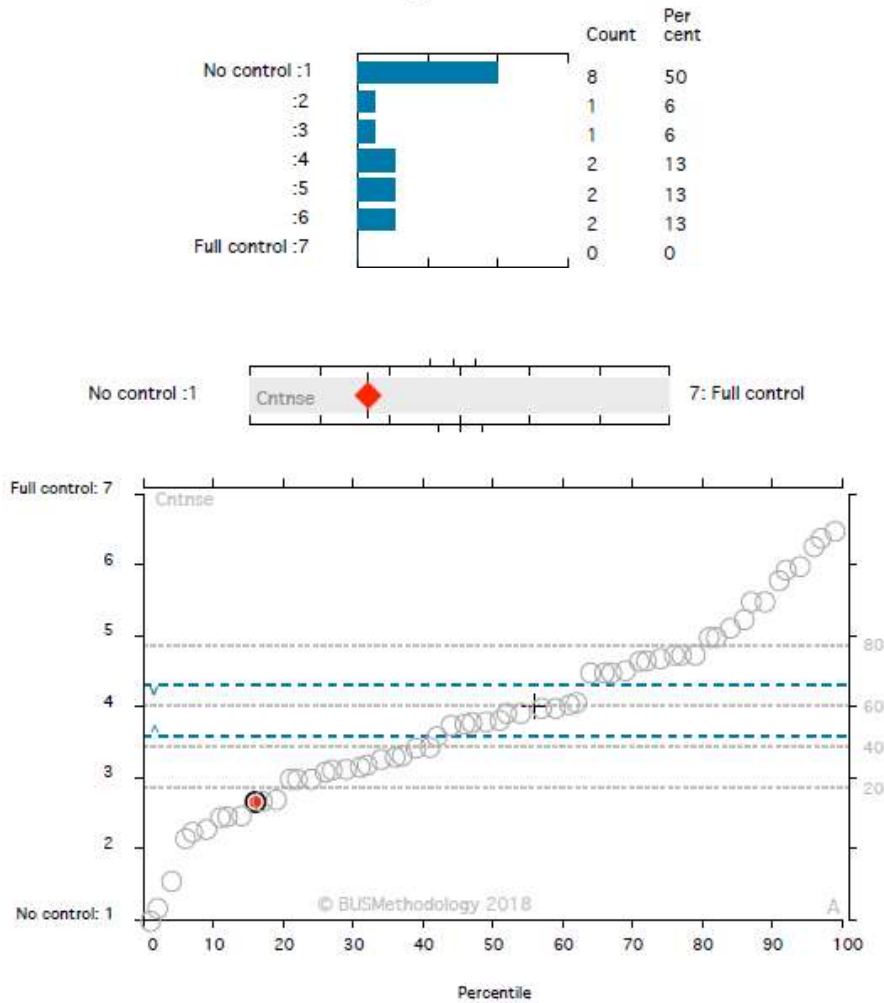 Count Per cent
No control :1 8 50
:2 1 6
:3 1 6
:4 2 13
:5 2 13
:6 2 13
Full control :7 0 0
No control :1 Cntnse 7: Full control
Full control: 7
Cntnse
6
5
80
4
60
40
3
20
2
© BUSMethodology 2018 A
No control: 1
0 10 20 30 40 50 60 70 80 90 100
Percentile